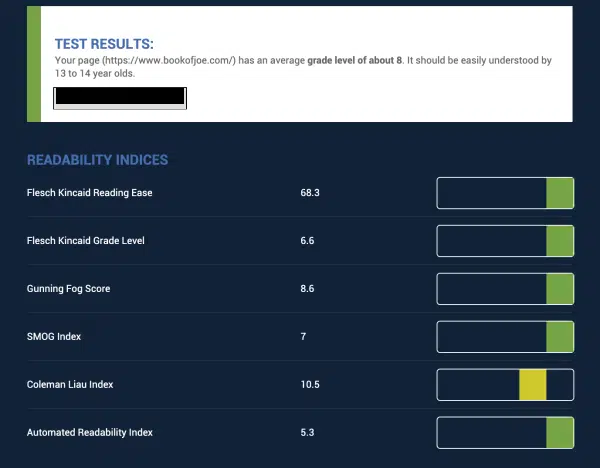 TEST RESULTS:
Your page (https://www.bookofjoe.com/) has an average grade level of about 8. It should be easily understood by
13 to 14 year olds.
READABILITY INDICES
Flesch Kincaid Reading Ease 68.3
Flesch Kincaid Grade Level 6.6
Gunning Fog Score 8.6
SMOG Index 7
Coleman Liau Index 10.5
Automated Readability Index 5.3